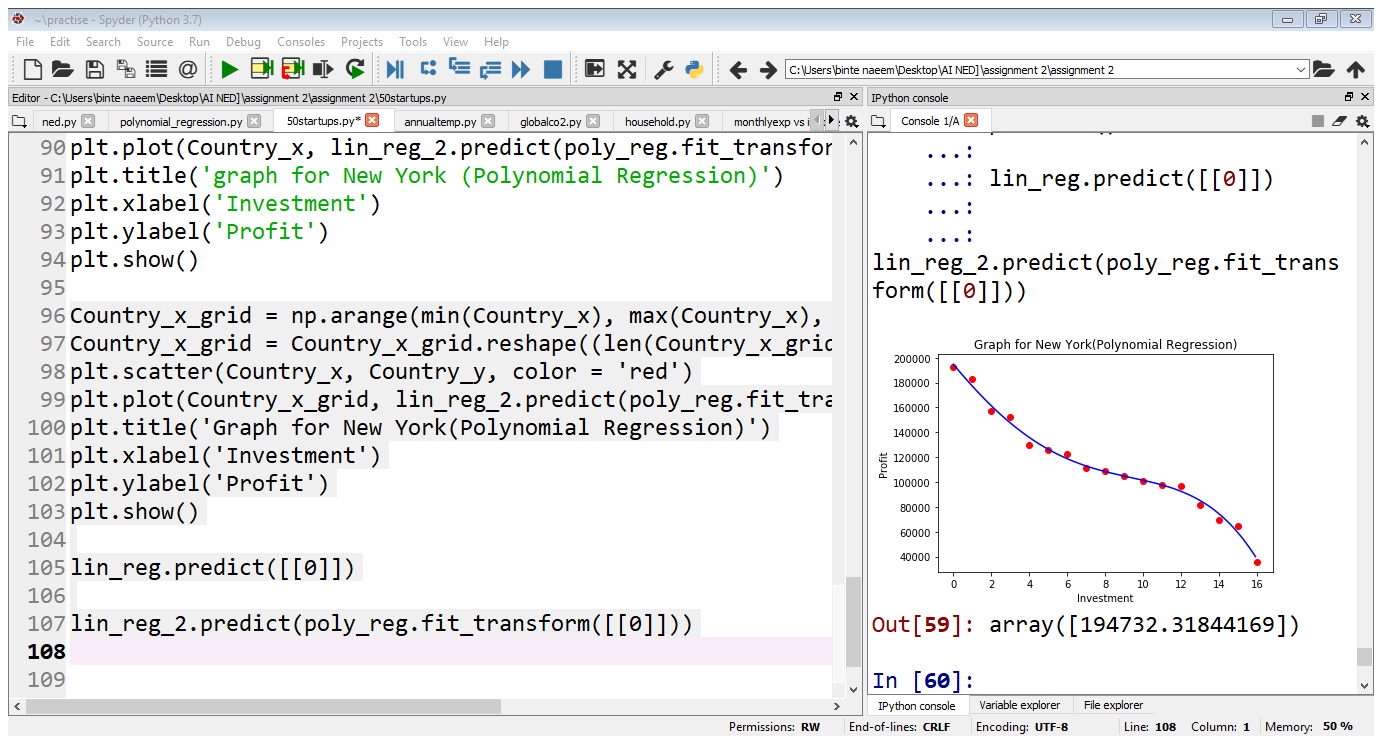 ~\practise - Spyder (Python 3.7)
File Edit Search Source Run Debug Consoles Projects Tools View Help
C:\Users\binte naeem\Desktop\AI NED]\assignment 2\assignment 2
Editor - C:\Users\binte naeem\Desktop\AI NED]\assignment 2\assignment 2\50startups.py
ned.py polynomial_regression.py 50startups.py* annualtemp.py globalco2.py household.py monthlyexp vs i
90 plt.plot(Country_x, lin_reg_2.predict(poly_reg.fit_transfor
91 plt.title('graph for New York (Polynomial Regression)')
92 plt.xlabel('Investment')
93 plt.ylabel('Profit')
94 plt.show()
95
96 Country_x_grid = np.arange(min(Country_x), max(Country_x),
97 Country_x_grid = Country_x_grid.reshape((len(Country_x_grid
98 plt.scatter(Country_x, Country_y, color = 'red')
99 plt.plot(Country_x_grid, lin_reg_2.predict(poly_reg.fit_tra
100 plt.title('Graph for New York(Polynomial Regression)')
101 plt.xlabel('Investment')
102 plt.ylabel('Profit')
103 plt.show()
104
105 lin_reg.predict([[0]])
106
107 lin_reg_2.predict(poly_reg.fit_transform([[0]]))
108
109
IPython console
Console 1/A
...:
...: lin_reg.predict([[0]])
...:
...:
lin_reg_2.predict(poly_reg.fit_trans
form([[0]]))
Graph for New York(Polynomial Regression)
200000
180000
160000
140000
120000
100000
80000
60000
40000
Profit
0 2 4 6 8 10 12 14 16
Investment
Out[59]: array([194732.31844169])
In [60]:
IPython console Variable explorer File explorer
Permissions: RW End-of-lines: CRLF Encoding: UTF-8 Line: 108 Column: 1 Memory: 50 %